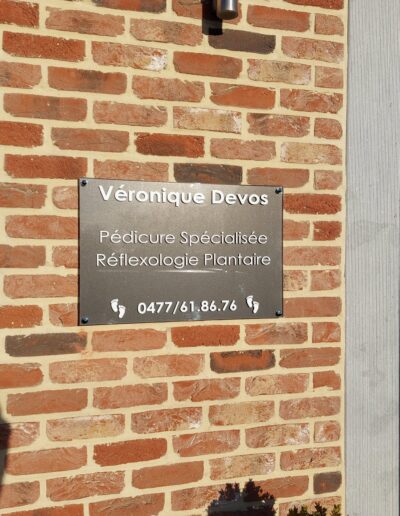 Véronique Devos
Pédicure Spécialisée
Réflexologie Plantaire
0477/61.86.76